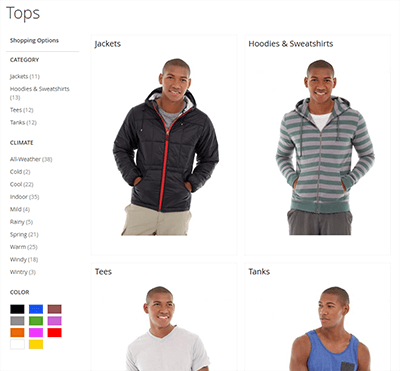 Tops
Shopping Options
CATEGORY
Jackets (11)
Hoodies & Sweatshirts
(13)
Tees (12)
Tanks (12)
CLIMATE
All-Weather (38)
Cold (2)
Cool (22)
Indoor (35)
Mild (4)
Rainy (5)
Spring (21)
Warm (25)
Windy (18)
Wintry (3)
COLOR
Jackets
Hoodies & Sweatshirts
Tees
Tanks